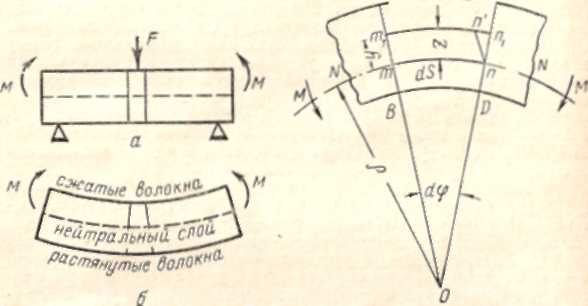 F
M
M
а
M
M
сжатые волокна
нейтральный слой
растянутые волокна
б
n'
m₁
n₁
y
z
N
m
dS
n
N
M
M
B
D
ρ
dφ
O